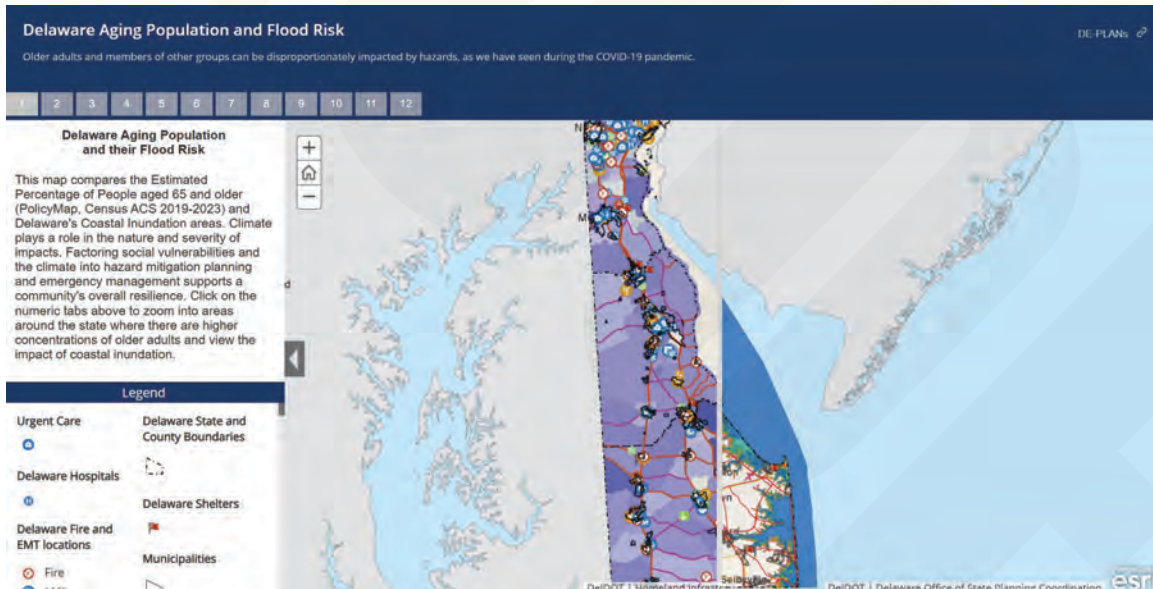 Delaware Aging Population and Flood Risk
DE-PLANs
Older adults and members of other groups can be disproportionately impacted by hazards, as we have seen during the COVID-19 pandemic.
1 2 3 4 5 6 7 8 9 10 11 12
Delaware Aging Population
and their Flood Risk
This map compares the Estimated
Percentage of People aged 65 and older
(PolicyMap, Census ACS 2019-2023) and
Delaware's Coastal Inundation areas. Climate
plays a role in the nature and severity of
impacts. Factoring social vulnerabilities and
the climate into hazard mitigation planning
and emergency management supports a
community's overall resilience. Click on the
numeric tabs above to zoom into areas
around the state where there are higher
concentrations of older adults and view the
impact of coastal inundation.
Legend
Urgent Care
Delaware Hospitals
Delaware Fire and
EMT locations
Fire
Delaware State and
County Boundaries
Delaware Shelters
Municipalities
N
M
d
DelDOT | Homeland Infrastr
DelDOT | Delaware Office of State Planning Coordination
esri